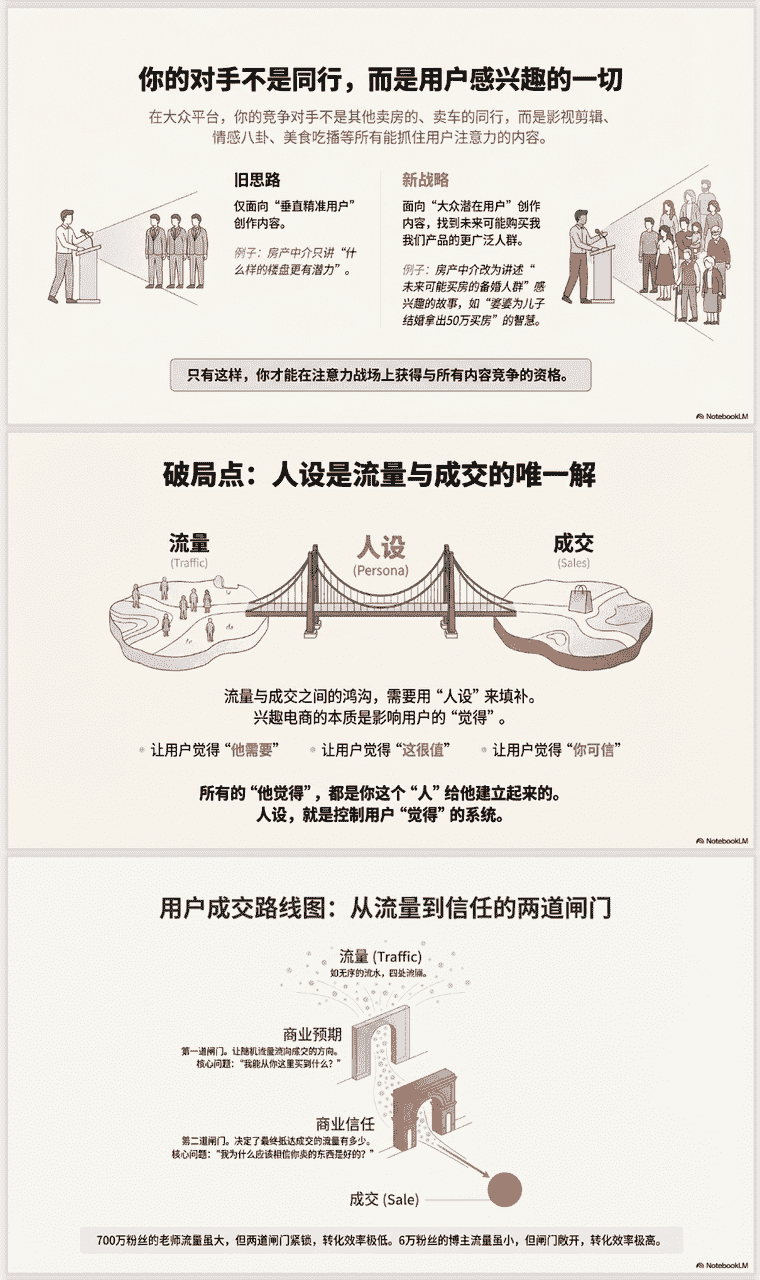 你的对手不是同行，而是用户感兴趣的一切
在大众平台，你的竞争对手不是其他卖房的、卖车的同行，而是影视剪辑、
情感八卦、美食吃播等所有能抓住用户注意力的内容。
旧思路
仅面向“垂直精准用户”
创作内容。
例子：房产中介只讲“什
么样的楼盘更有潜力”。
新战略
面向“大众潜在用户”创作
内容，找到未来可能购买我
我们产品的更广泛人群。
例子：房产中介改为讲述“
未来可能买房的备婚人群”感
兴趣的故事，如“婆婆为儿子
结婚拿出50万买房”的智慧。
只有这样，你才能在注意力战场上获得与所有内容竞争的资格。
NotebookLM
破局点：人设是流量与成交的唯一解
流量
(Traffic)
人设
(Persona)
成交
(Sales)
流量与成交之间的鸿沟，需要用“人设”来填补。
兴趣电商的本质是影响用户的“觉得”。
让用户觉得“他需要”
让用户觉得“这很值”
让用户觉得“你可信”
所有的“他觉得”，都是你这个“人”给他建立起来的。
人设，就是控制用户“觉得”的系统。
NotebookLM
用户成交路线图：从流量到信任的两道闸门
流量 (Traffic)
如无序的流水，四处流淌。
商业预期
第一道闸门。让随机流量流向成交的方向。
核心问题：“我能从你这里买到什么？”
商业信任
第二道闸门。决定了最终抵达成交的流量有多少。
核心问题：“我为什么应该相信你卖的东西是好的？”
成交 (Sale)
700万粉丝的老师流量虽大，但两道闸门紧锁，转化效率极低。6万粉丝的博主流量虽小，但闸门敞开，转化效率极高。
NotebookLM